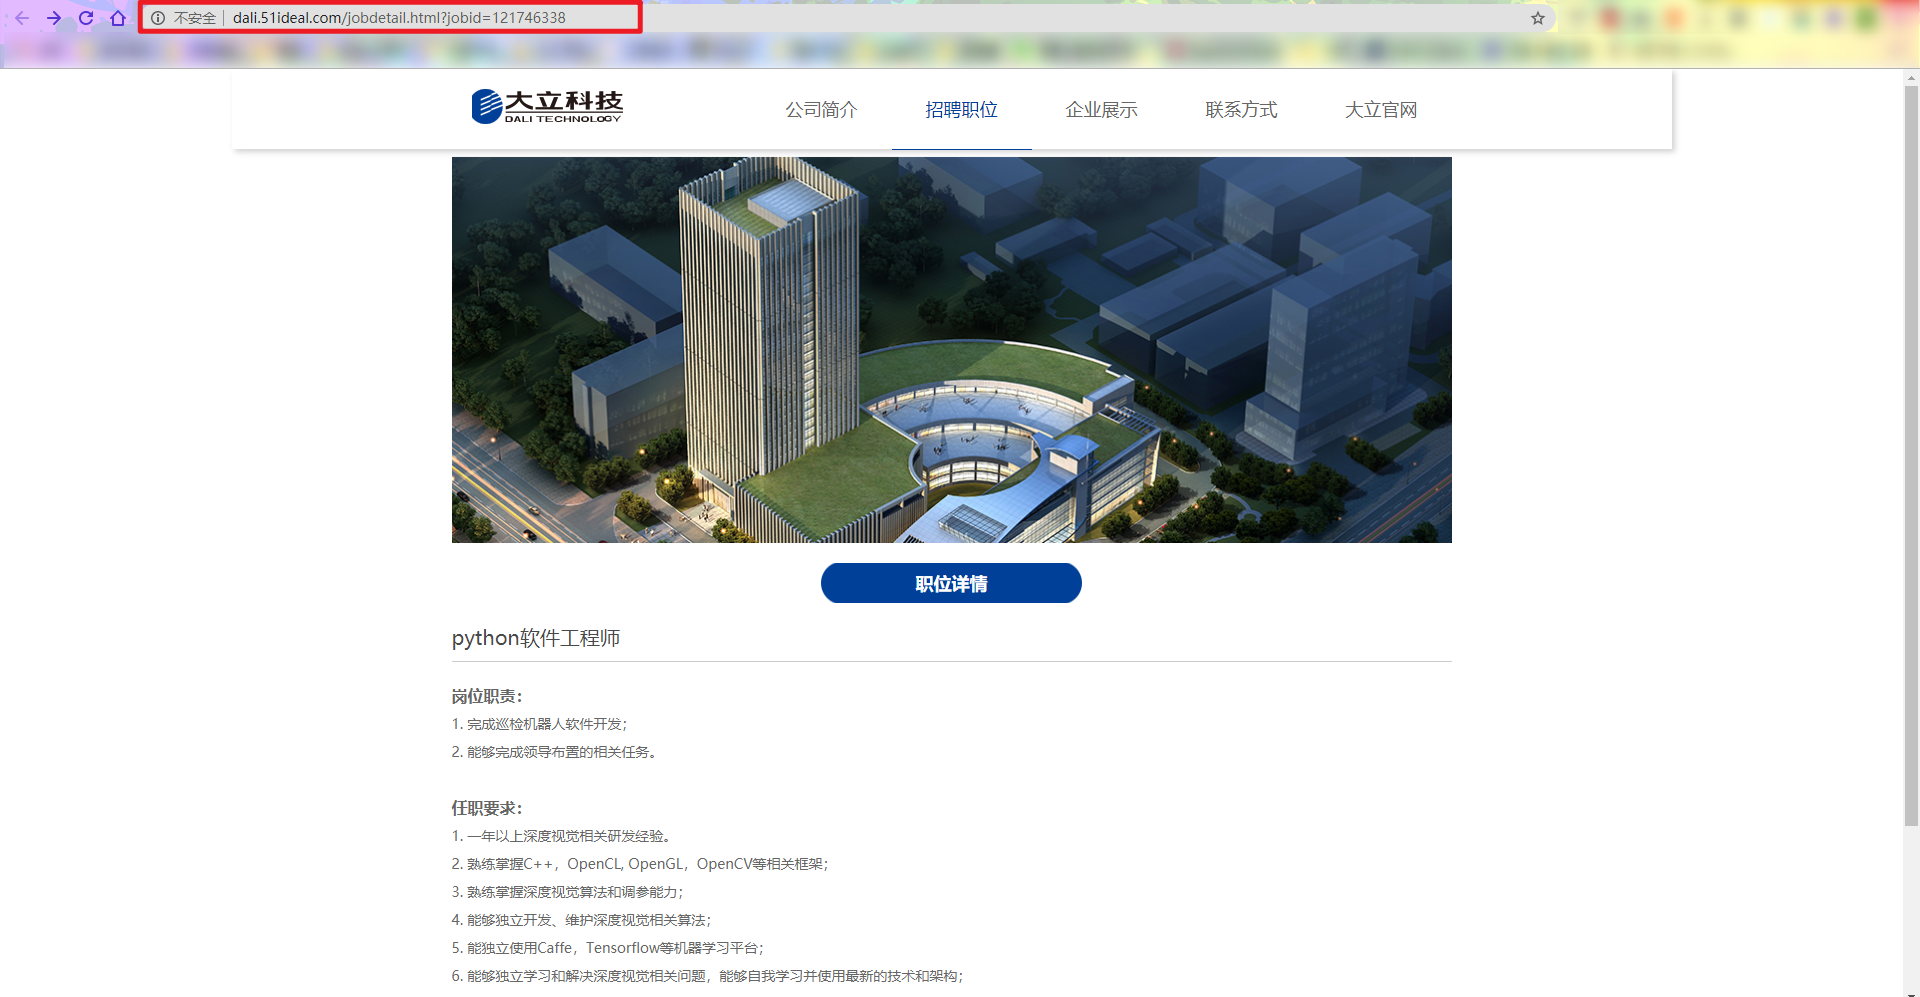 不安全 | dali.51ideal.com/jobdetail.html?jobid=121746338
大立科技
DALI TECHNOLOGY
公司简介 招聘职位 企业展示 联系方式 大立官网
职位详情
python软件工程师
岗位职责：
1. 完成巡检机器人软件开发；
2. 能够完成领导布置的相关任务。
任职要求：
1. 一年以上深度视觉相关研发经验。
2. 熟练掌握C++，OpenCL, OpenGL，OpenCV等相关框架；
3. 熟练掌握深度视觉算法和调参能力；
4. 能够独立开发、维护深度视觉相关算法；
5. 能独立使用Caffe，Tensorflow等机器学习平台；
6. 能够独立学习和解决深度视觉相关问题，能够自我学习并使用最新的技术和架构；